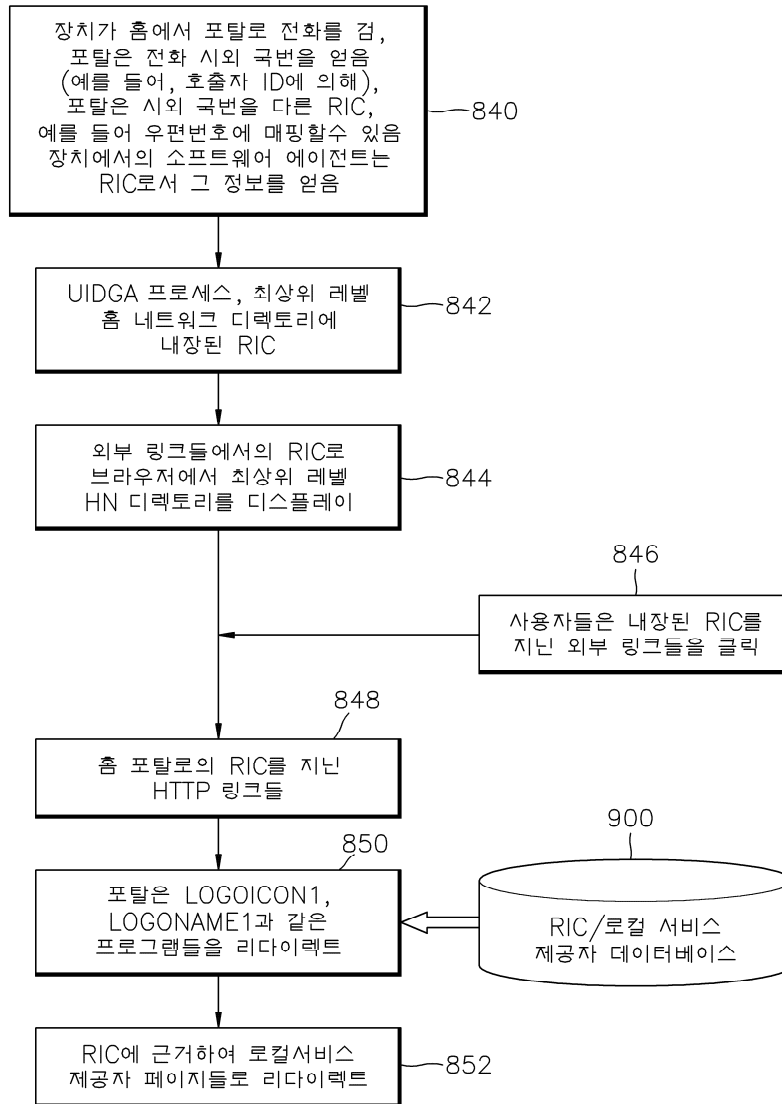 장치가 홈에서 포탈로 전화를 검,
포탈은 전화 시외 국번을 얻음
(예를 들어, 호출자 ID에 의해),
포탈은 시외 국번을 다른 RIC,
예를 들어 우편번호에 매핑할수 있음
장치에서의 소프트웨어 에이전트는
RIC로서 그 정보를 얻음
840
UIDGA 프로세스, 최상위 레벨
홈 네트워크 디렉토리에
내장된 RIC
842
외부 링크들에서의 RIC로
브라우저에서 최상위 레벨
HN 디렉토리를 디스플레이
844
846
사용자들은 내장된 RIC를
지닌 외부 링크들을 클릭
848
홈 포탈로의 RIC를 지닌
HTTP 링크들
850
포탈은 LOGOICON1,
LOGONAME1과 같은
프로그램들을 리다이렉트
900
RIC/로컬 서비스
제공자 데이터베이스
RIC에 근거하여 로컬서비스
제공자 페이지들로 리다이렉트
852